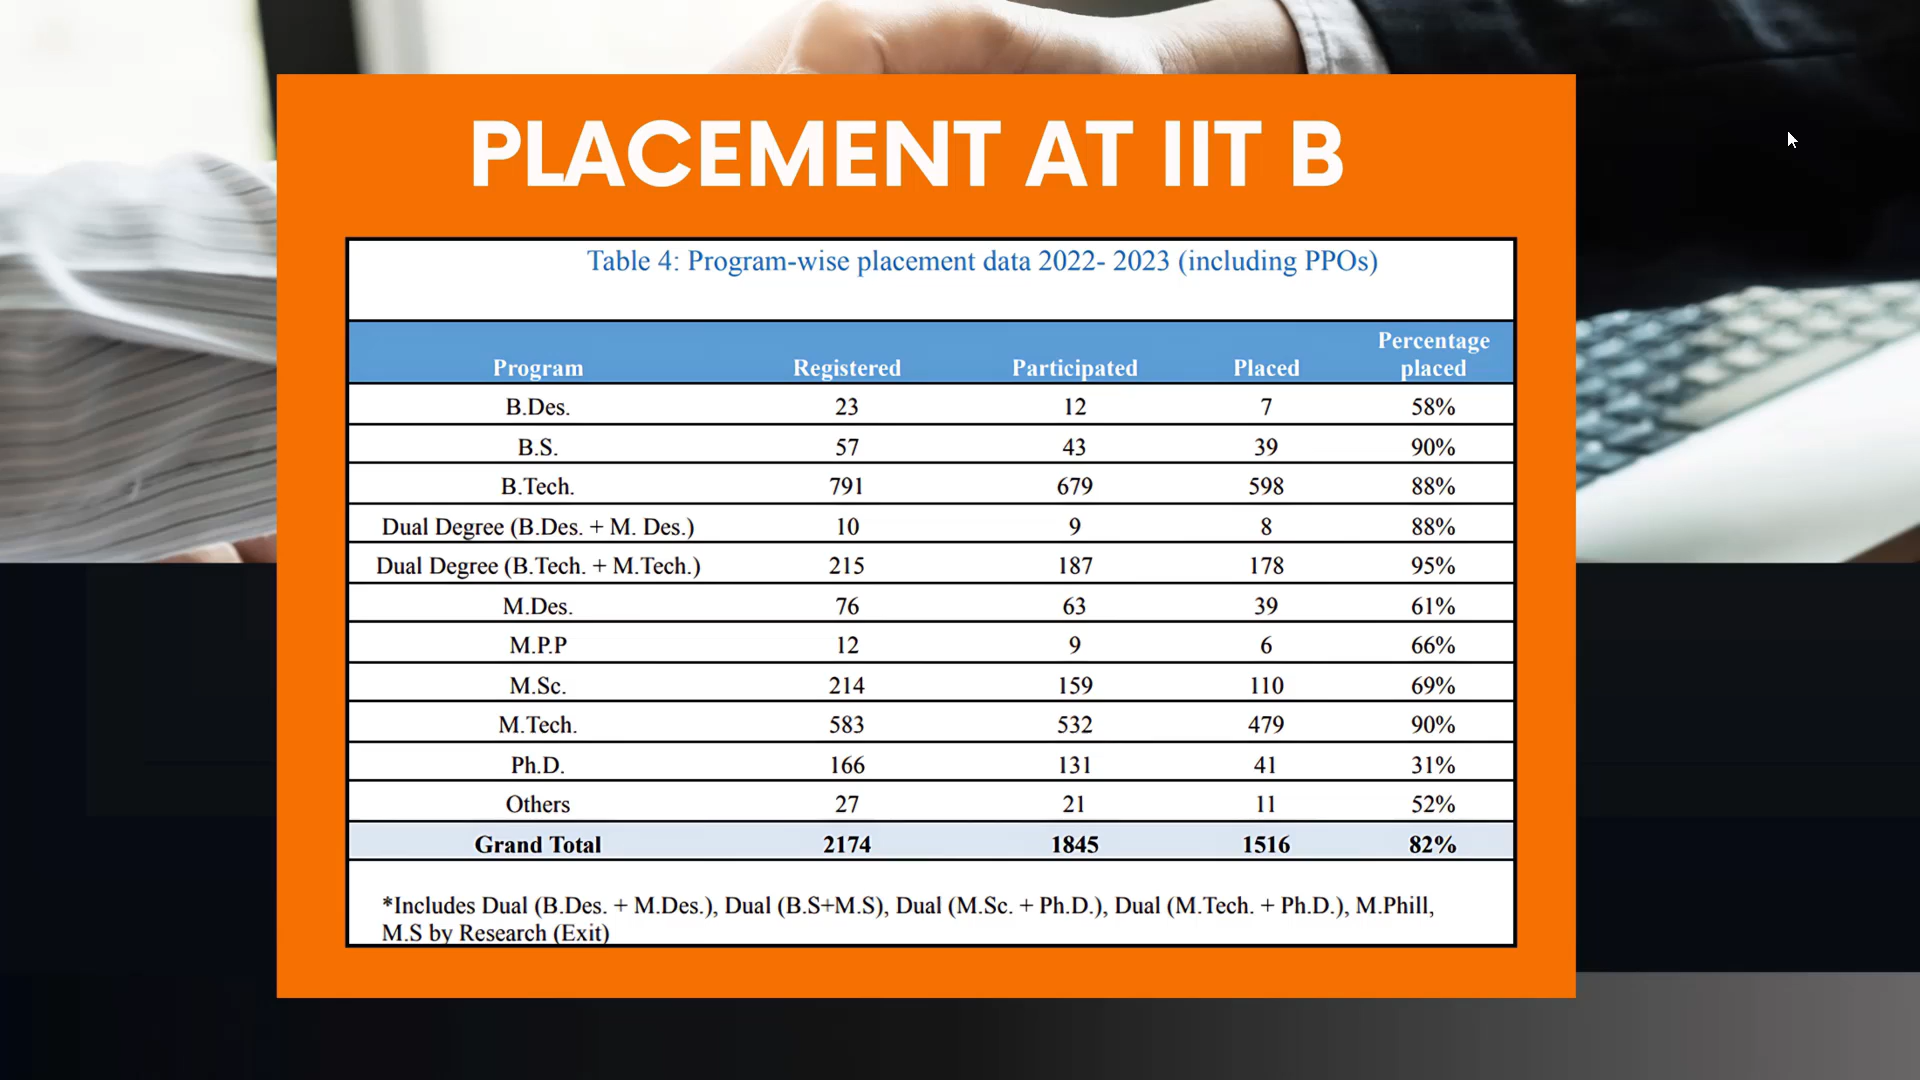 PLACEMENT AT IIT B
Table 4: Program-wise placement data 2022- 2023 (including PPOs)
Program Registered Participated Placed Percentage placed
B.Des. 23 12 7 58%
B.S. 57 43 39 90%
B.Tech. 791 679 598 88%
Dual Degree (B.Des. + M. Des.) 10 9 8 88%
Dual Degree (B.Tech. + M.Tech.) 215 187 178 95%
M.Des. 76 63 39 61%
M.P.P 12 9 6 66%
M.Sc. 214 159 110 69%
M.Tech. 583 532 479 90%
Ph.D. 166 131 41 31%
Others 27 21 11 52%
Grand Total 2174 1845 1516 82%
*Includes Dual (B.Des. + M.Des.), Dual (B.S+M.S), Dual (M.Sc. + Ph.D.), Dual (M.Tech. + Ph.D.), M.Phill,
M.S by Research (Exit)